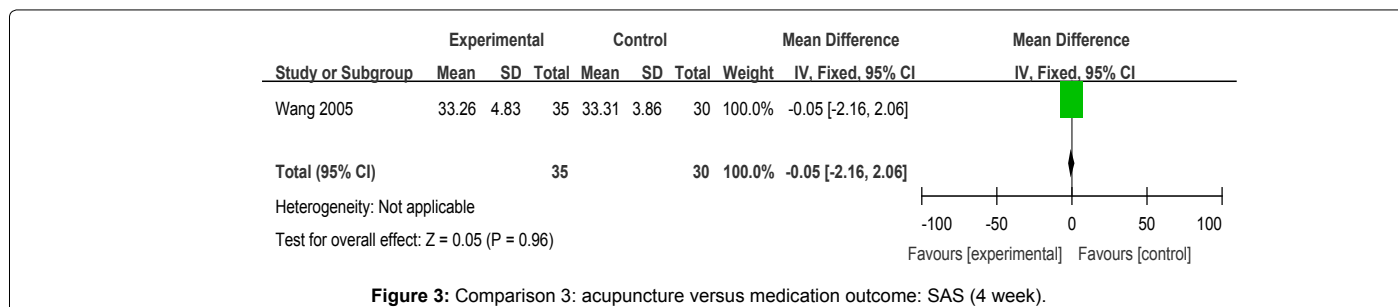 Experimental Control Mean Difference Mean Difference
Study or Subgroup Mean SD Total Mean SD Total Weight IV, Fixed, 95% CI IV, Fixed, 95% CI
Wang 2005 33.26 4.83 35 33.31 3.86 30 100.0% -0.05 [-2.16, 2.06]
Total (95% CI) 35 30 100.0% -0.05 [-2.16, 2.06]
Heterogeneity: Not applicable
Test for overall effect: Z = 0.05 (P = 0.96)
-100 -50 0 50 100
Favours [experimental] Favours [control]
Figure 3: Comparison 3: acupuncture versus medication outcome: SAS (4 week).